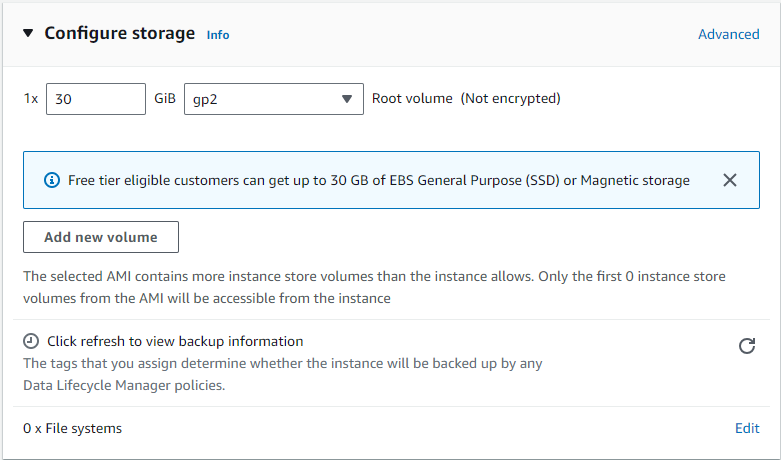 Configure storage Info Advanced
1x 30 GiB gp2 Root volume (Not encrypted)
Free tier eligible customers can get up to 30 GB of EBS General Purpose (SSD) or Magnetic storage
Add new volume
The selected AMI contains more instance store volumes than the instance allows. Only the first 0 instance store
volumes from the AMI will be accessible from the instance
Click refresh to view backup information
The tags that you assign determine whether the instance will be backed up by any
Data Lifecycle Manager policies.
0 x File systems Edit